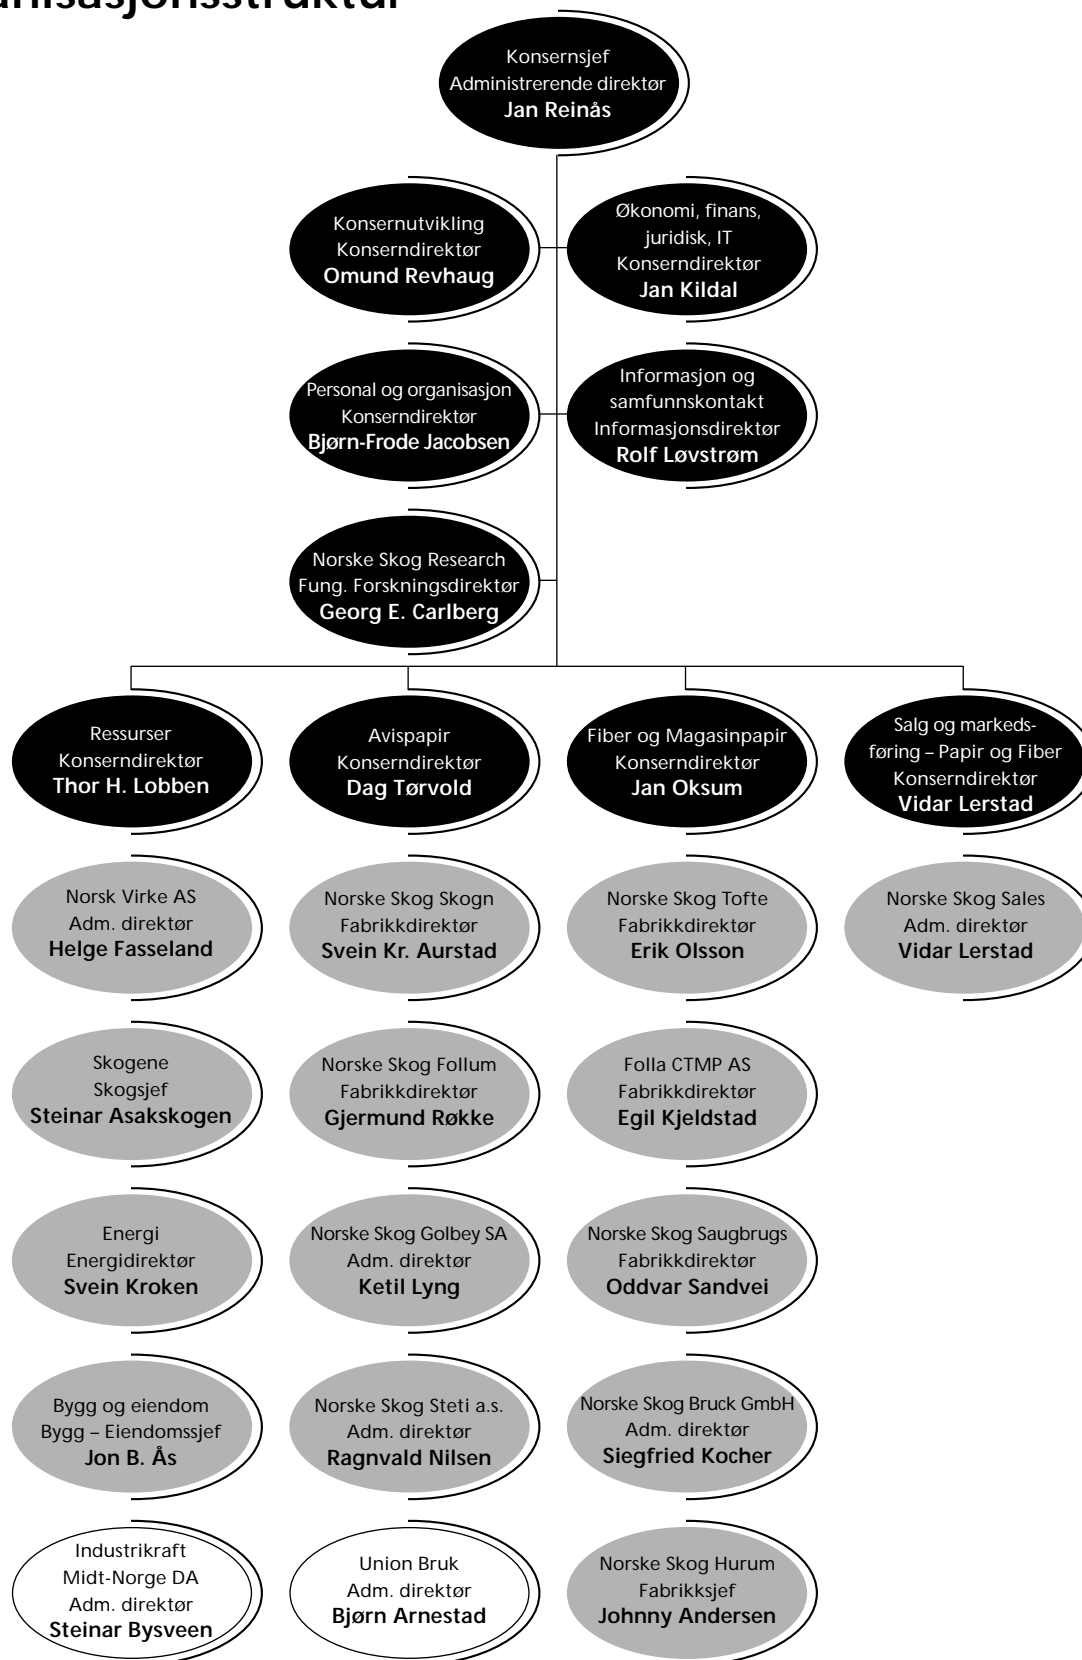 anisasjonsstruktur
Konsernsjef
Administrerende direktør
Jan Reinås
Konsernutvikling
Konserndirektør
Omund Revhaug
Økonomi, finans,
juridisk, IT
Konserndirektør
Jan Kildal
Personal og organisasjon
Konserndirektør
Bjørn-Frode Jacobsen
Informasjon og
samfunnskontakt
Informasjonsdirektør
Rolf Løvstrøm
Norske Skog Research
Fung. Forskningsdirektør
Georg E. Carlberg
Ressurser
Konserndirektør
Thor H. Lobben
Avispapir
Konserndirektør
Dag Tørvold
Fiber og Magasinpapir
Konserndirektør
Jan Oksum
Salg og markeds-
føring – Papir og Fiber
Konserndirektør
Vidar Lerstad
Norsk Virke AS
Adm. direktør
Helge Fasseland
Norske Skog Skogn
Fabrikkdirektør
Svein Kr. Aurstad
Norske Skog Tofte
Fabrikkdirektør
Erik Olsson
Norske Skog Sales
Adm. direktør
Vidar Lerstad
Skogene
Skogsjef
Steinar Asakskogen
Norske Skog Follum
Fabrikkdirektør
Gjermund Røkke
Folla CTMP AS
Fabrikkdirektør
Egil Kjeldstad
Energi
Energidirektør
Svein Kroken
Norske Skog Golbey SA
Adm. direktør
Ketil Lyng
Norske Skog Saugbrugs
Fabrikkdirektør
Oddvar Sandvei
Bygg og eiendom
Bygg – Eiendomssjef
Jon B. Ås
Norske Skog Steti a.s.
Adm. direktør
Ragnvald Nilsen
Norske Skog Bruck GmbH
Adm. direktør
Siegfried Kocher
Industrikraft
Midt-Norge DA
Adm. direktør
Steinar Bysveen
Union Bruk
Adm. direktør
Bjørn Arnestad
Norske Skog Hurum
Fabrikksjef
Johnny Andersen